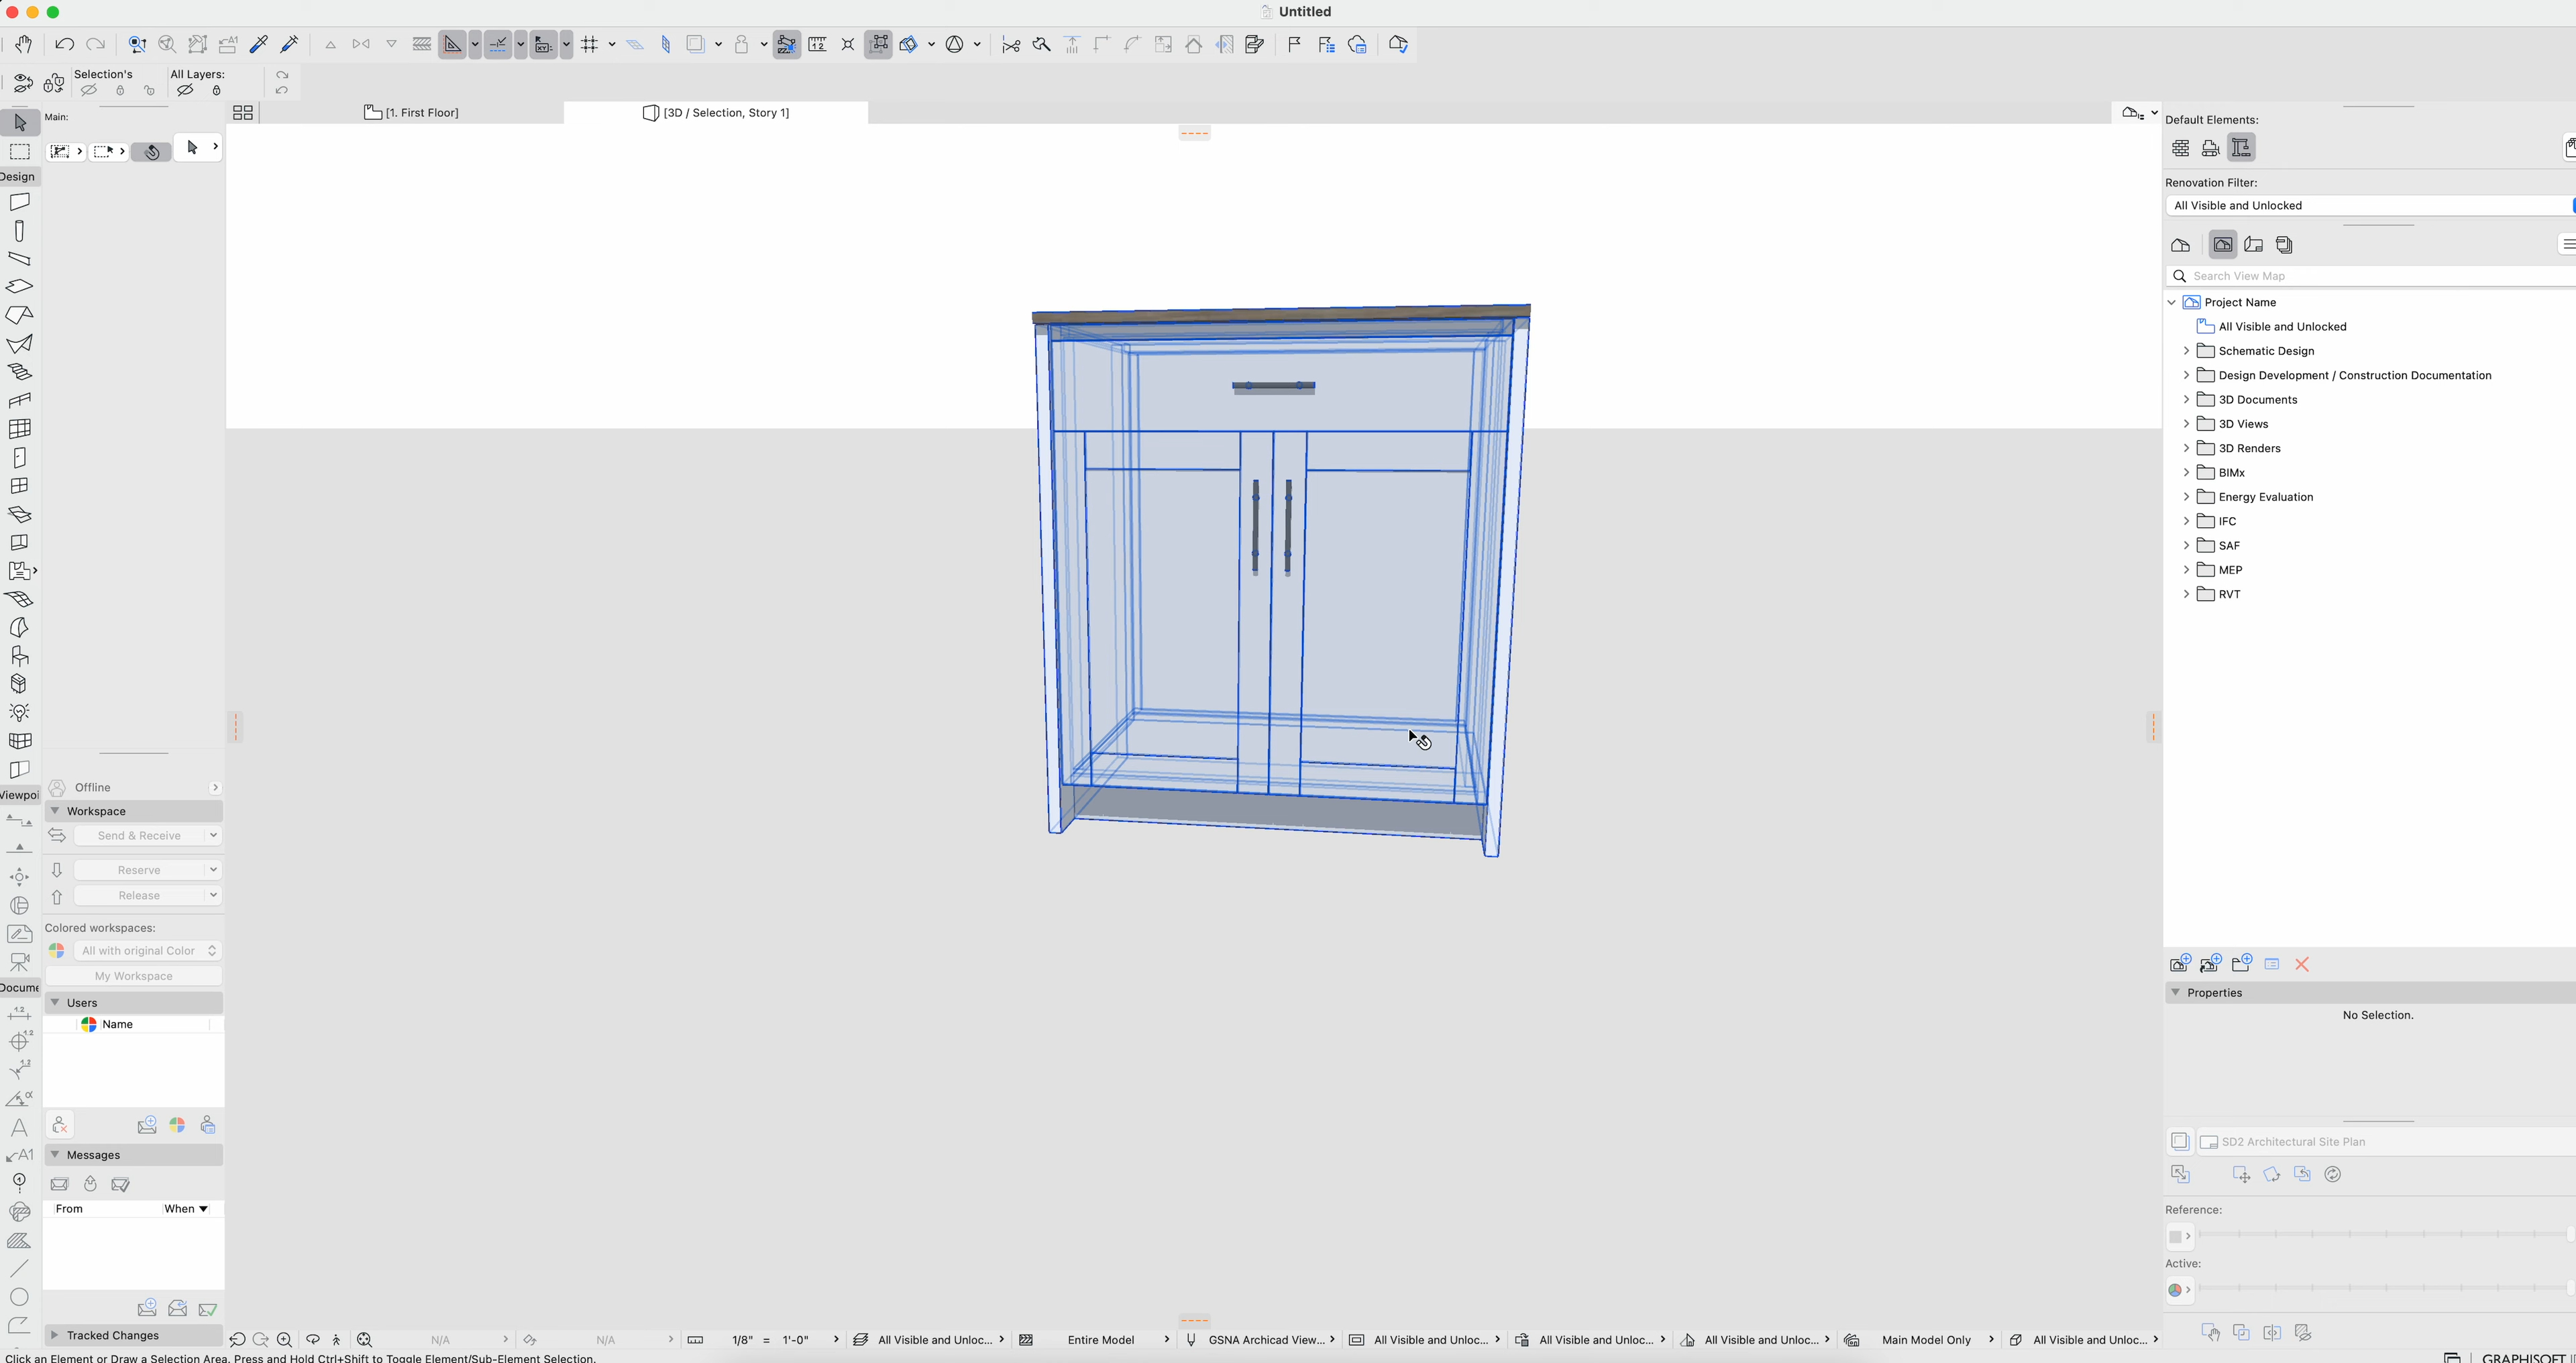 Untitled
Selection's
All Layers:
Main:
[1. First Floor]
[3D / Selection, Story 1]
Design
Viewpoi
Docume
Offline
Workspace
Send & Receive
Reserve
Release
Colored workspaces:
All with original Color
My Workspace
Users
Name
Messages
From When
Tracked Changes
Default Elements:
Renovation Filter:
All Visible and Unlocked
Search View Map
Project Name
All Visible and Unlocked
Schematic Design
Design Development / Construction Documentation
3D Documents
3D Views
3D Renders
BIMx
Energy Evaluation
IFC
SAF
MEP
RVT
Properties
No Selection.
SD2 Architectural Site Plan
Reference:
Active:
N/A N/A 1/8" = 1'-0" All Visible and Unloc... Entire Model GSNA Archicad View... All Visible and Unloc... All Visible and Unloc... All Visible and Unloc... Main Model Only All Visible and Unloc...
Click an Element or Draw a Selection Area. Press and Hold Ctrl+Shift to Toggle Element/Sub-Element Selection.
GRAPHISOFT